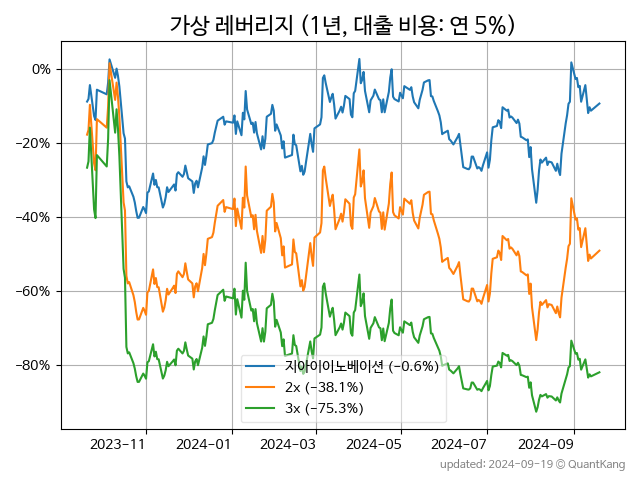 가상 레버리지 (1년, 대출 비용: 연 5%)
0%
−20%
−40%
−60%
−80%
지아이이노베이션 (−0.6%)
2x (−38.1%)
3x (−75.3%)
2023−11 2024−01 2024−03 2024−05 2024−07 2024−09
updated: 2024−09−19 © QuantKang